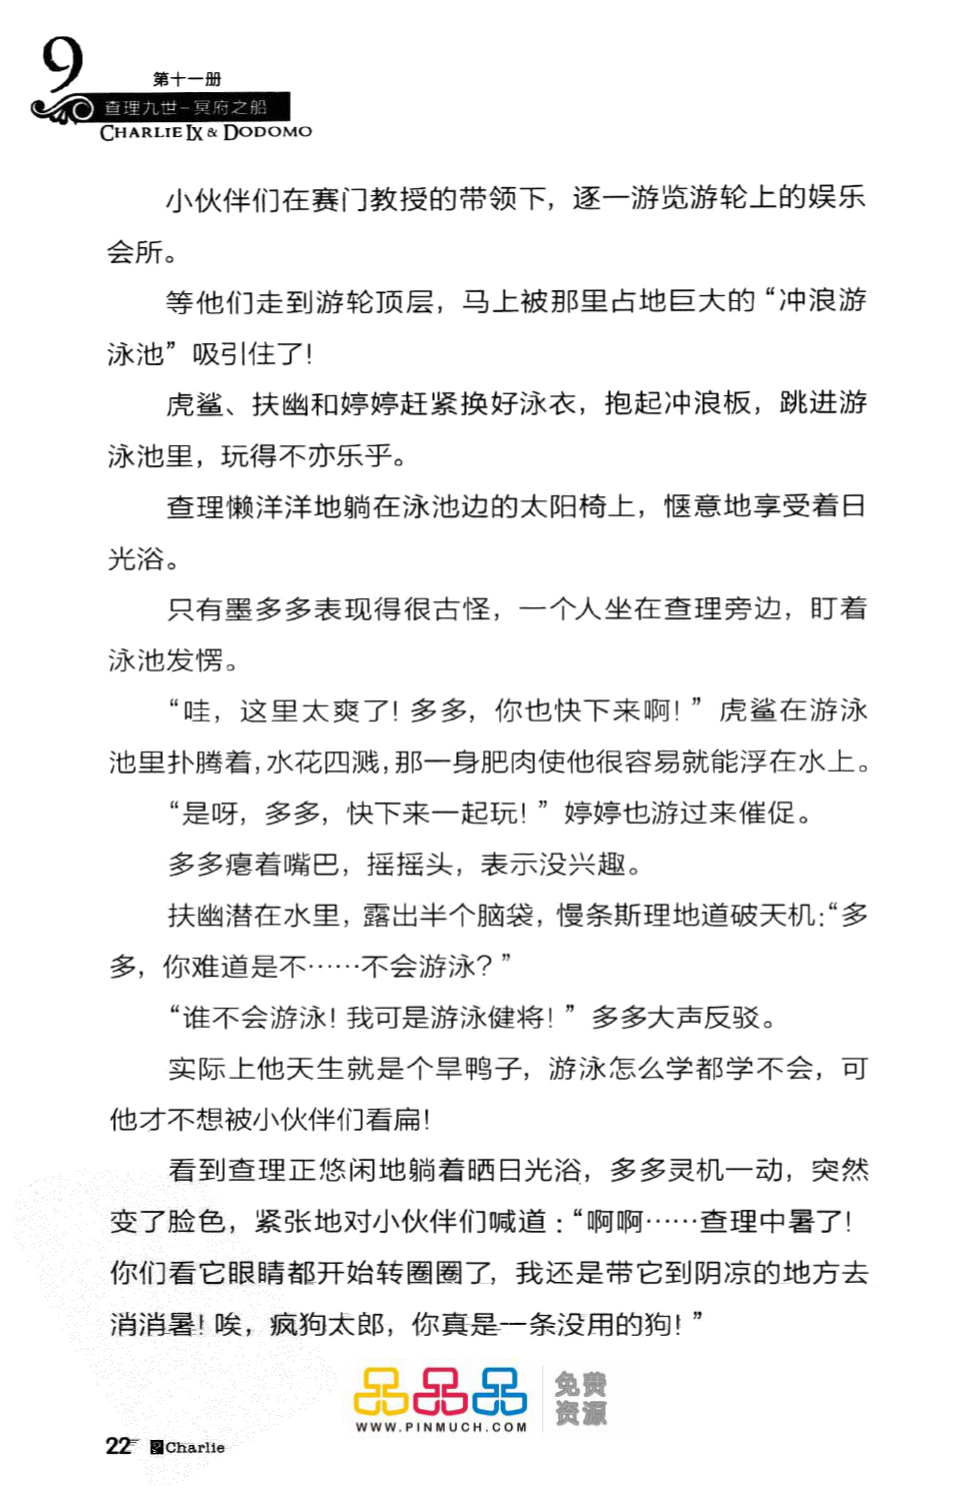 9
第十一册
查理九世-冥府之船
CHARLIE IX & DODOMO
小伙伴们在赛门教授的带领下，逐一游览游轮上的娱乐
会所。
等他们走到游轮顶层，马上被那里占地巨大的“冲浪游
泳池”吸引住了！
虎鲨、扶幽和婷婷赶紧换好泳衣，抱起冲浪板，跳进游
泳池里，玩得不亦乐乎。
查理懒洋洋地躺在泳池边的太阳椅上，惬意地享受着日
光浴。
只有墨多多表现得很古怪，一个人坐在查理旁边，盯着
泳池发愣。
“哇，这里太爽了！多多，你也快下来啊！”虎鲨在游泳
池里扑腾着，水花四溅，那一身肥肉使他很容易就能浮在水上。
“是呀，多多，快下来一起玩！”婷婷也游过来催促。
多多瘪着嘴巴，摇摇头，表示没兴趣。
扶幽潜在水里，露出半个脑袋，慢条斯理地道破天机：“多
多，你难道是不……不会游泳？”
“谁不会游泳！我可是游泳健将！”多多大声反驳。
实际上他天生就是个旱鸭子，游泳怎么学都学不会，可
他才不想被小伙伴们看扁！
看到查理正悠闲地躺着晒日光浴，多多灵机一动，突然
变了脸色，紧张地对小伙伴们喊道：“啊啊……查理中暑了！
你们看它眼睛都开始转圈圈了，我还是带它到阴凉的地方去
消消暑！唉，疯狗太郎，你真是一条没用的狗！”
品品品 免费
资源
WWW.PINMUCH.COM
22 Charlie